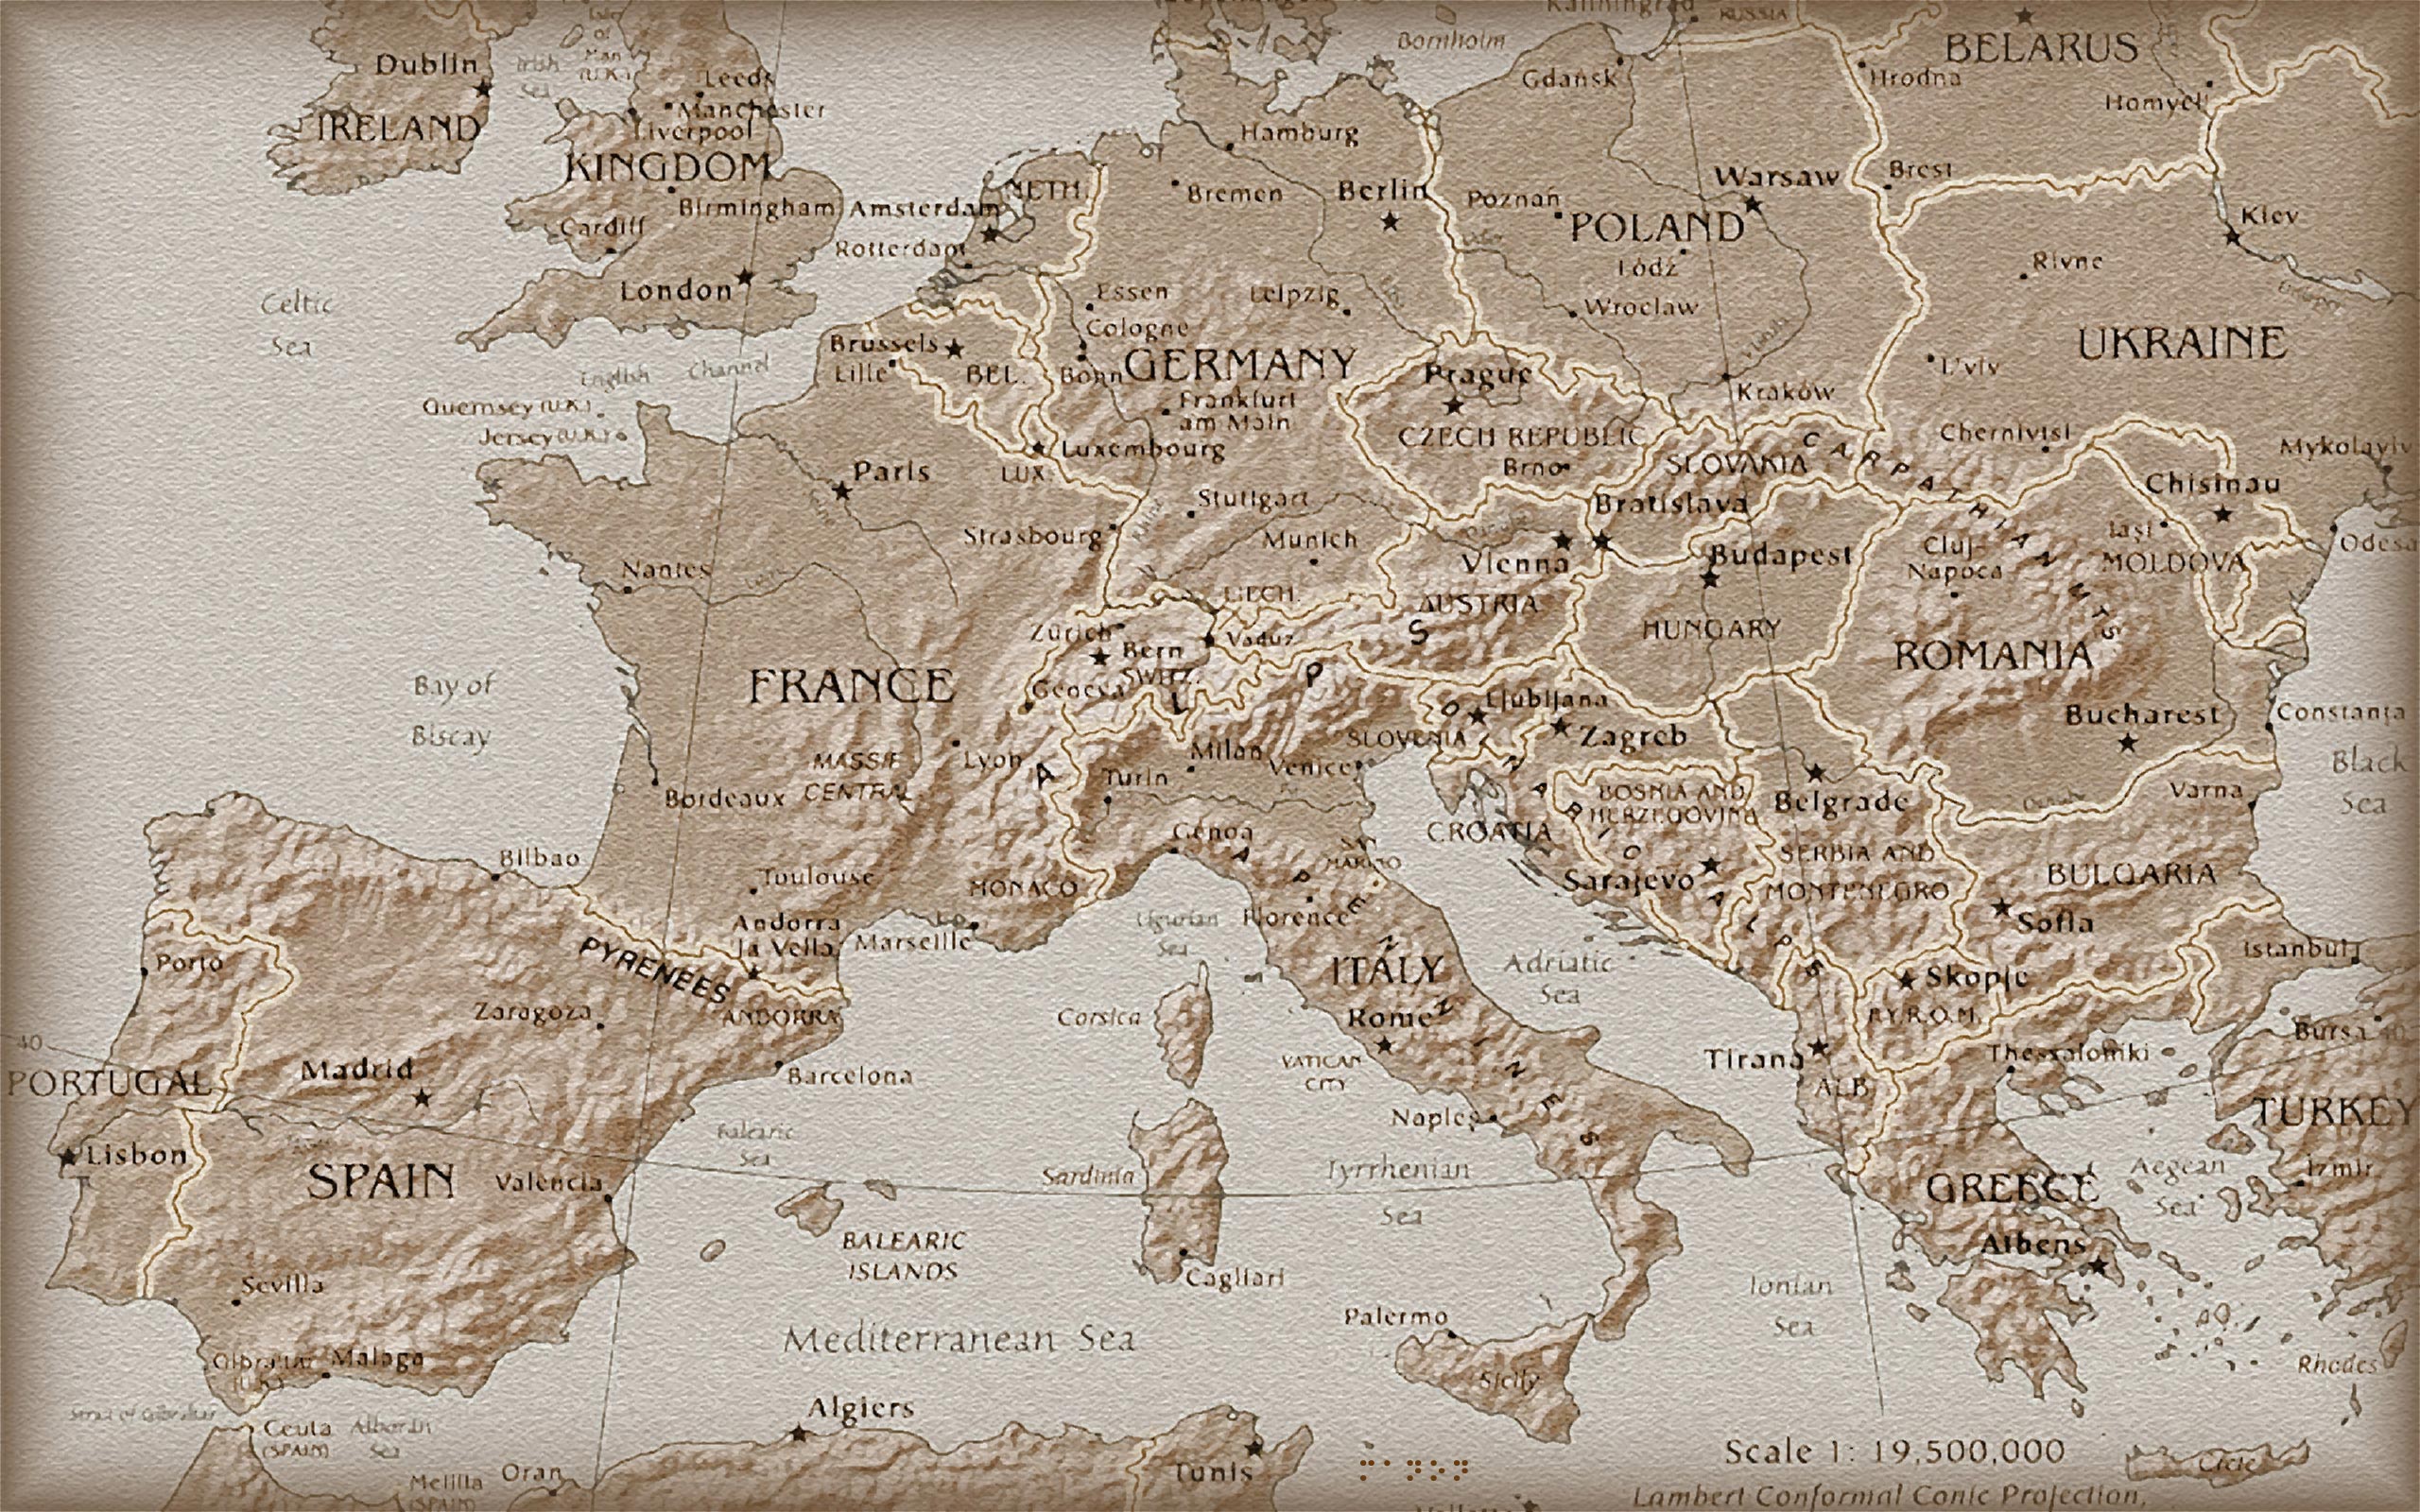 Dublin
IRELAND
Irish
Sea
Isle
of
Man
(U.K.)
Leeds
Manchester
Liverpool
KINGDOM
Birmingham
Cardiff
London
Celtic
Sea
English Channel
Guernsey (U.K.)
Jersey (U.K.)
Bornholm
RUSSIA
Gdańsk
BELARUS
Hrodna
Homyel'
Brest
Hamburg
Bremen
Berlin
NETH.
Amsterdam
Rotterdam
Poznań
Warsaw
POLAND
Łódź
Wrocław
Kraków
Kiev
Rivne
UKRAINE
L'viv
Chernivtsi
Mykolayiv
Essen
Leipzig
Cologne
Bonn
GERMANY
Frankfurt
am Main
Brussels
Lille
BEL.
Luxembourg
LUX.
Prague
CZECH REPUBLIC
Brno
SLOVAKIA
Bratislava
CARPATHIAN MTS
Chisinau
Iași
MOLDOVA
Odesa
Paris
Seine
Strasbourg
Stuttgart
Munich
Rhine
Vienna
AUSTRIA
Budapest
HUNGARY
Cluj-
Napoca
ROMANIA
Bucharest
Constanța
Black
Sea
Nantes
Loire
FRANCE
Zürich
LIECH.
Vaduz
Bern
SWITZ.
Geneva
ALPS
Bay of
Biscay
MASSIF
CENTRAL
Lyon
Bordeaux
Turin
Milan
Venice
Genoa
Ljubljana
SLOVENIA
Zagreb
CROATIA
BOSNIA AND
HERZEGOVINA
Sarajevo
DINARIC ALPS
Belgrade
SERBIA AND
MONTENEGRO
Varna
BULGARIA
Sofia
Istanbul
Bilbao
Toulouse
MONACO
SAN
MARINO
Andorra
la Vella
Marseille
PYRENEES
ANDORRA
Ligurian
Sea
Florence
APENNINES
ITALY
Rome
VATICAN
CITY
Adriatic
Sea
Skopje
F.Y.R.O.M.
Tirana
ALB.
Thessaloniki
Bursa
TURKEY
Porto
40
PORTUGAL
Lisbon
Zaragoza
Madrid
SPAIN
Barcelona
Valencia
Corsica
Sardinia
Cagliari
Naples
Balearic
Sea
BALEARIC
ISLANDS
Tyrrhenian
Sea
GREECE
Aegean
Sea
Izmir
Athens
Ionian
Sea
Sevilla
Gibraltar
(U.K.)
Malaga
Strait of Gibraltar
Mediterranean Sea
Palermo
Sicily
Rhodes
Crete
Ceuta
(SPAIN)
Alboran
Sea
Melilla
(SPAIN)
Oran
Algiers
Tunis
Scale 1: 19,500,000
Lambert Conformal Conic Projection,